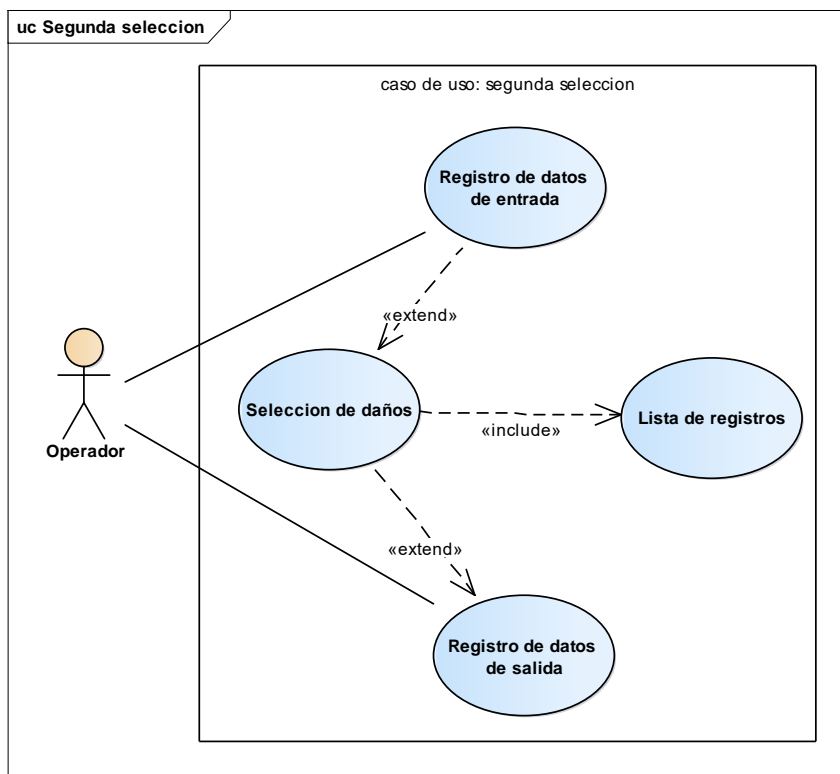 uc Segunda seleccion
caso de uso: segunda seleccion
Registro de datos
de entrada
«extend»
Seleccion de daños
«include»
Lista de registros
Operador
«extend»
Registro de datos
de salida